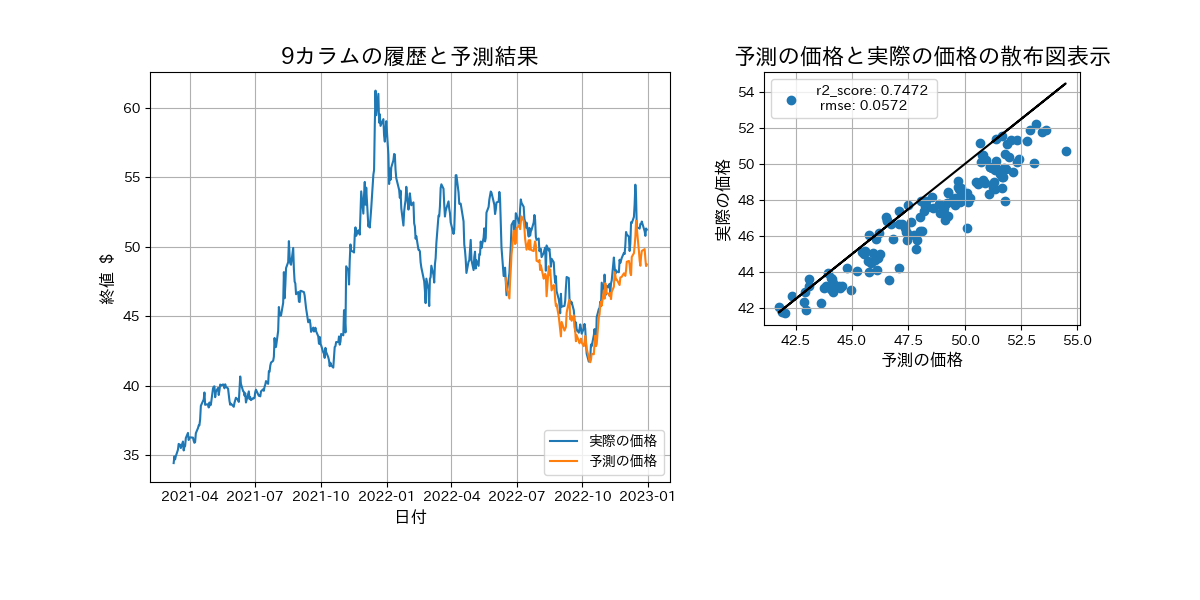 9カラムの履歴と予測結果
60
55
50
45
40
35
終値 $
2021-04 2021-07 2021-10 2022-01 2022-04 2022-07 2022-10 2023-01
日付
実際の価格
予測の価格
予測の価格と実際の価格の散布図表示
r2_score: 0.7472
rmse: 0.0572
54
52
50
48
46
44
42
実際の価格
42.5 45.0 47.5 50.0 52.5 55.0
予測の価格